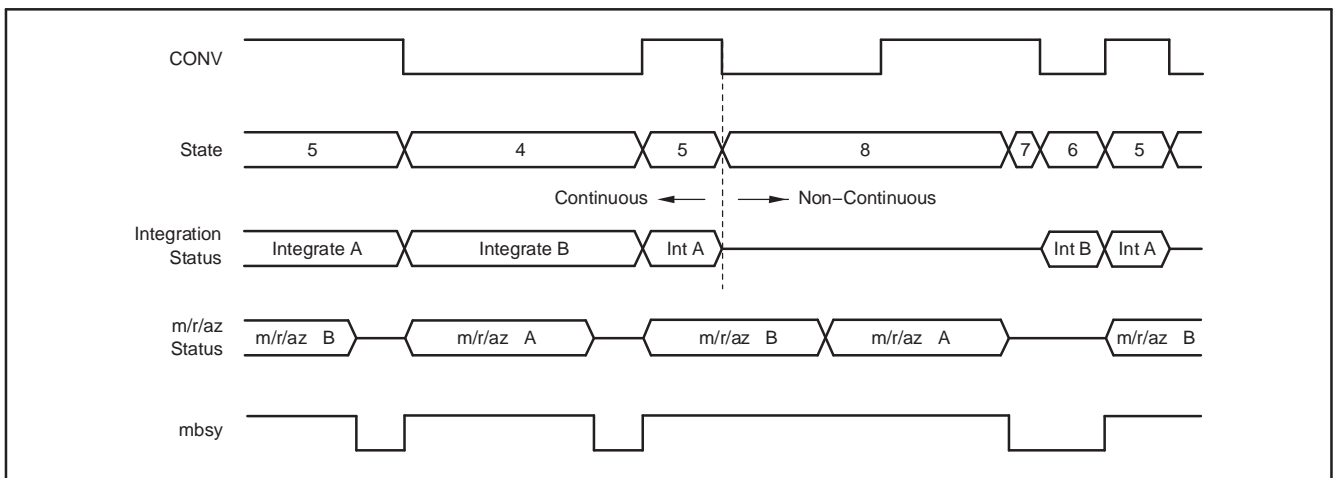 CONV
State
5
4
5
8
7
6
5
Continuous
Non−Continuous
Integration
Status
Integrate A
Integrate B
Int A
Int B
Int A
m/r/az
Status
m/r/az B
m/r/az A
m/r/az B
m/r/az A
m/r/az B
mbsy